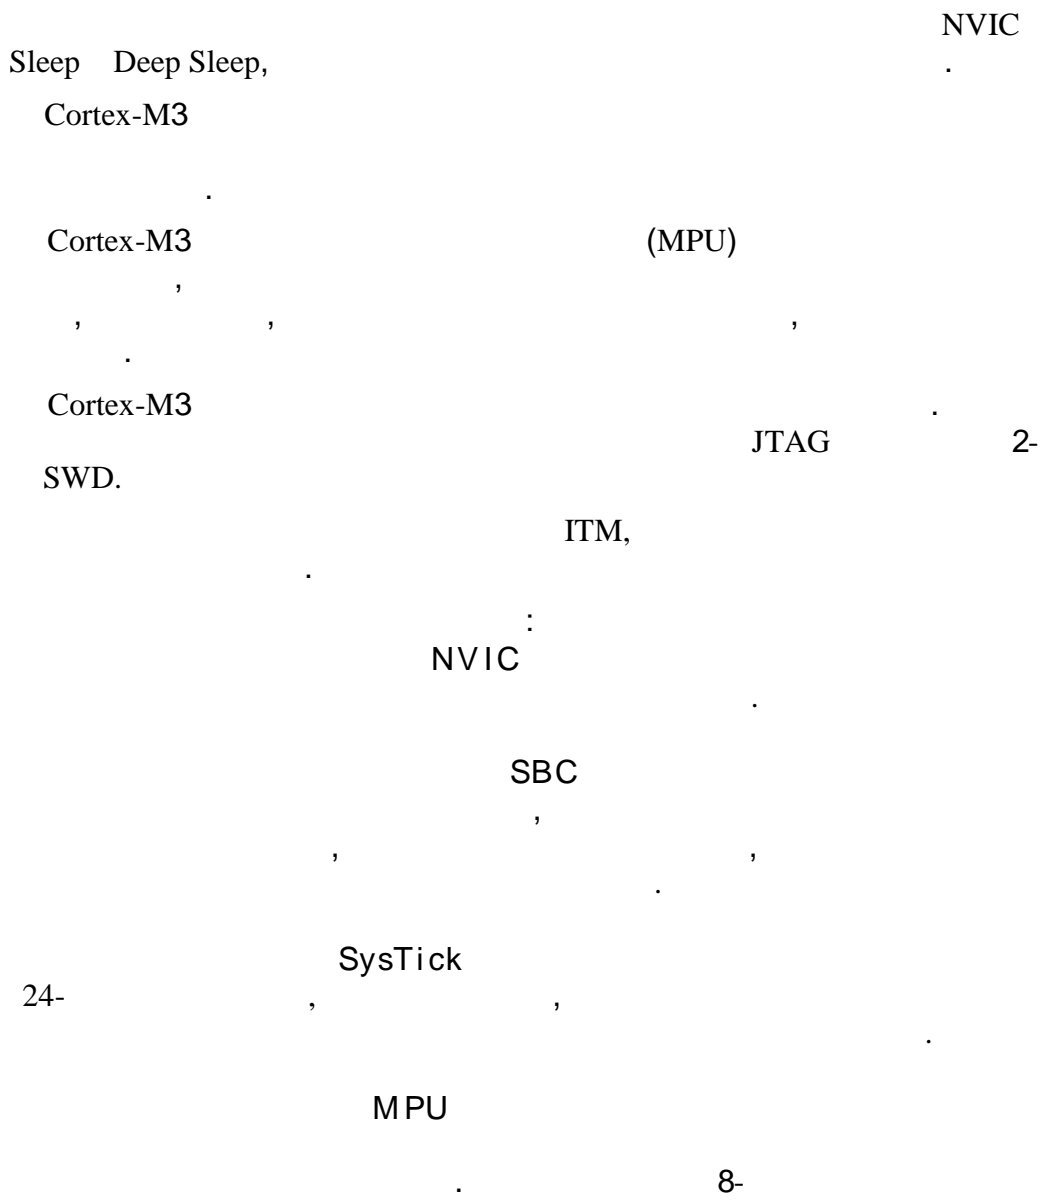 NVIC
Sleep Deep Sleep, .
Cortex-M3
.
Cortex-M3 (MPU)
,
, , ,
.
Cortex-M3 .
JTAG 2-
SWD.
ITM,
.
:
NVIC
.
SBC
,
, ,
.
SysTick
24- , ,
.
MPU
. 8-